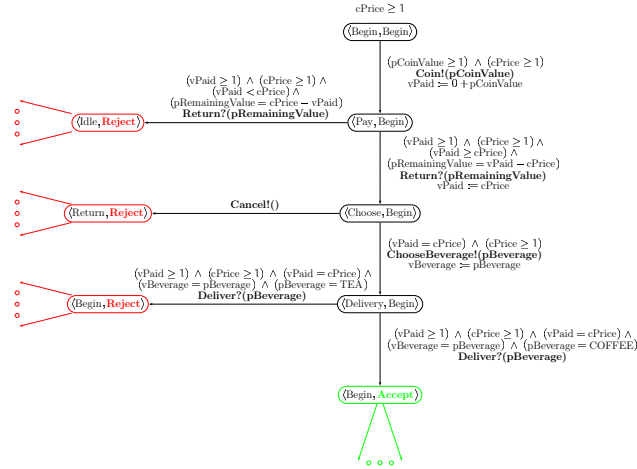 cPrice ≥ 1
⟨Begin, Begin⟩
(pCoinValue ≥ 1) ∧ (cPrice ≥ 1)
Coin!(pCoinValue)
vPaid := 0 + pCoinValue
(vPaid ≥ 1) ∧ (cPrice ≥ 1) ∧
(vPaid < cPrice) ∧
(pRemainingValue = cPrice − vPaid)
Return?(pRemainingValue)
⟨Idle, Reject⟩
⟨Pay, Begin⟩
(vPaid ≥ 1) ∧ (cPrice ≥ 1) ∧
(vPaid ≥ cPrice) ∧
(pRemainingValue = vPaid − cPrice)
Return?(pRemainingValue)
vPaid := cPrice
Cancel!()
⟨Return, Reject⟩
⟨Choose, Begin⟩
(vPaid = cPrice) ∧ (cPrice ≥ 1)
ChooseBeverage!(pBeverage)
vBeverage := pBeverage
(vPaid ≥ 1) ∧ (cPrice ≥ 1) ∧ (vPaid = cPrice) ∧
(vBeverage = pBeverage) ∧ (pBeverage = TEA)
Deliver?(pBeverage)
⟨Begin, Reject⟩
⟨Delivery, Begin⟩
(vPaid ≥ 1) ∧ (cPrice ≥ 1) ∧ (vPaid = cPrice) ∧
(vBeverage = pBeverage) ∧ (pBeverage = COFFEE)
Deliver?(pBeverage)
⟨Begin, Accept⟩